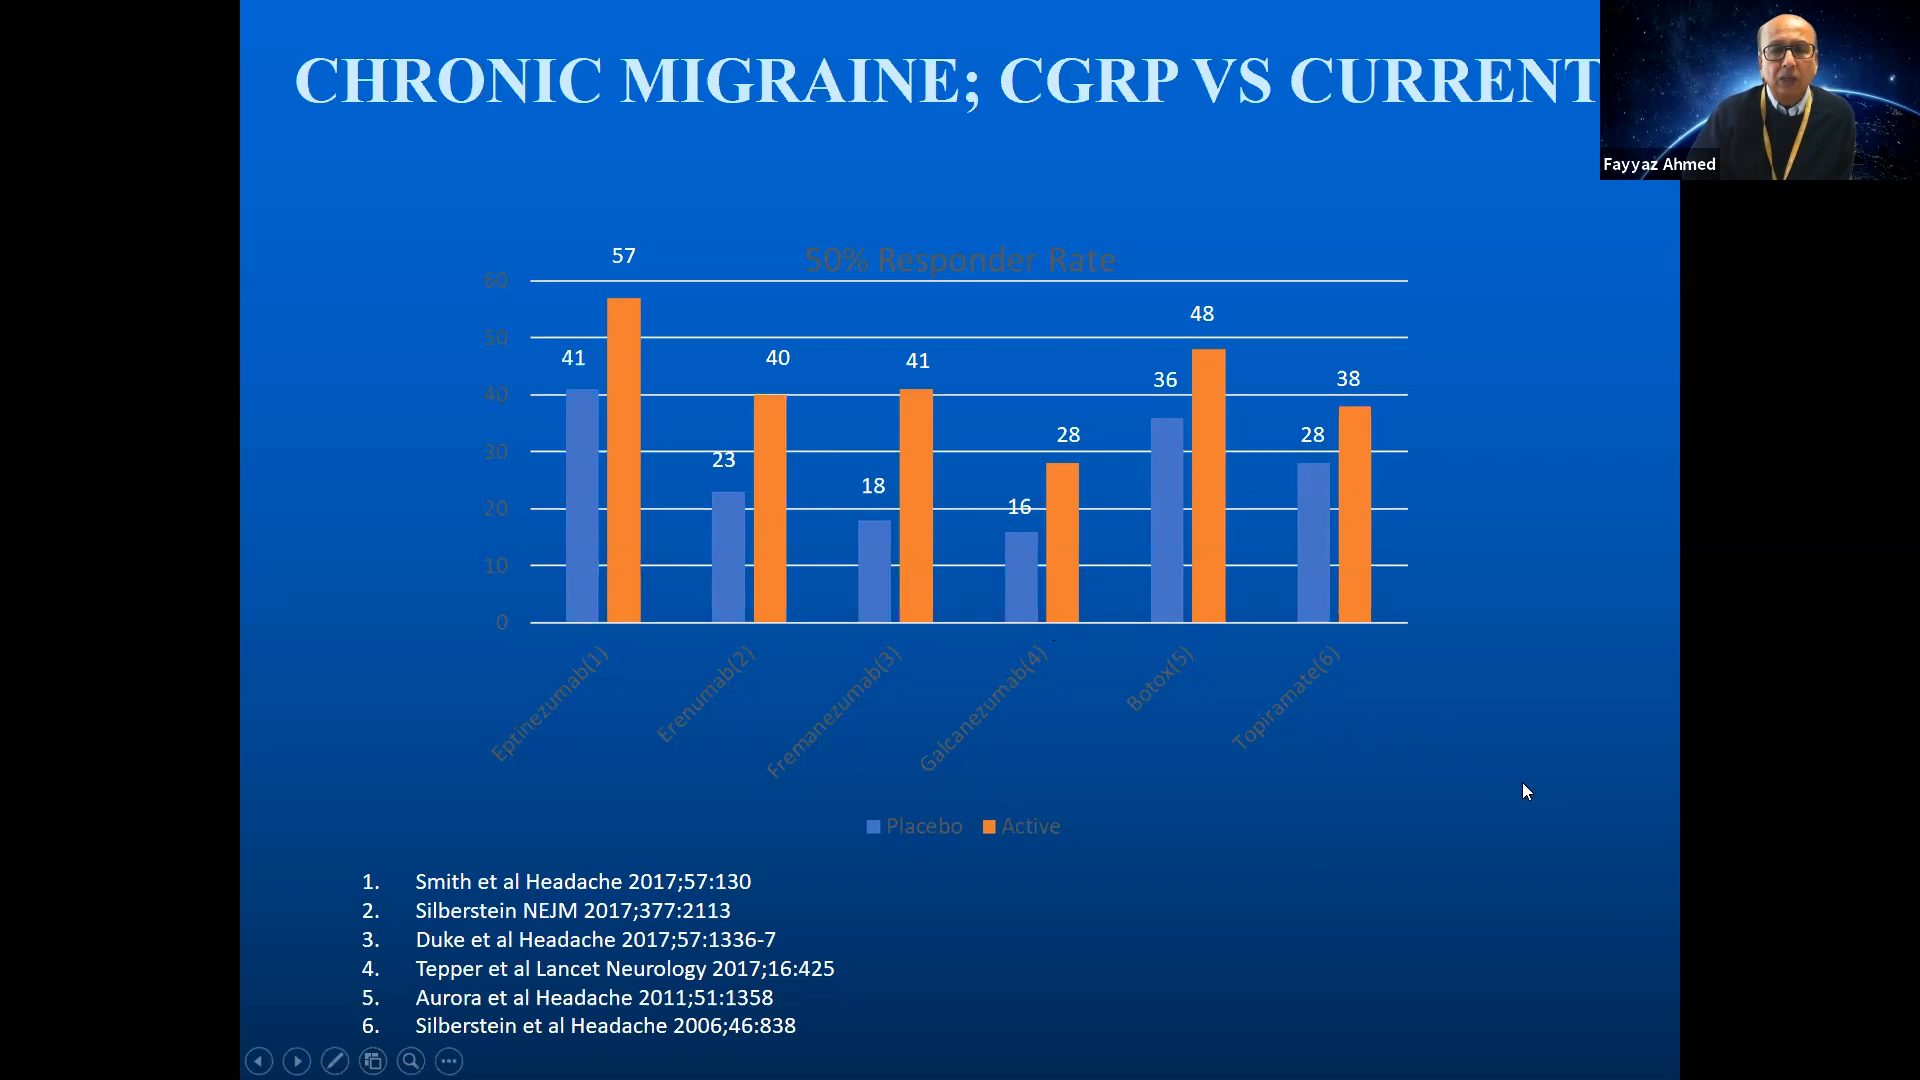 CHRONIC MIGRAINE; CGRP VS CURRENT
Fayyaz Ahmed
50% Responder Rate
60
50
40
30
20
10
0
41
57
23
40
18
41
16
28
36
48
28
38
Eptinezumab(1)
Erenumab(2)
Fremanezumab(3)
Galcanezumab(4)
Botox(5)
Topiramate(6)
Placebo
Active
1. Smith et al Headache 2017;57:130
2. Silberstein NEJM 2017;377:2113
3. Duke et al Headache 2017;57:1336-7
4. Tepper et al Lancet Neurology 2017;16:425
5. Aurora et al Headache 2011;51:1358
6. Silberstein et al Headache 2006;46:838